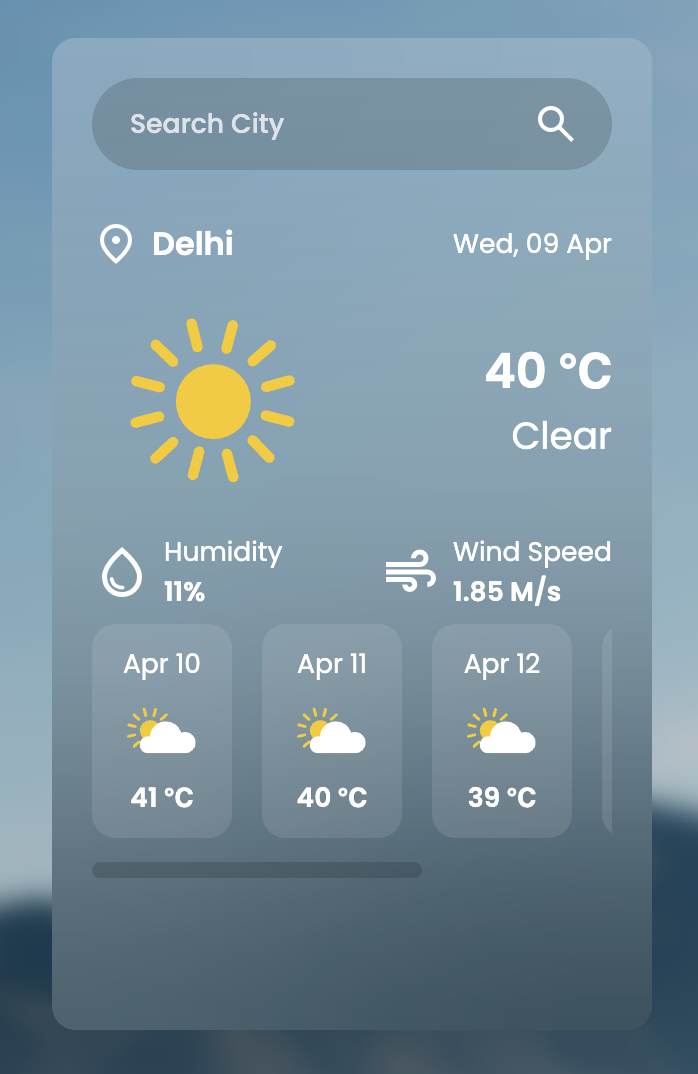 Search City
Delhi
Wed, 09 Apr
40 °C
Clear
Humidity
11%
Wind Speed
1.85 M/s
Apr 10
Apr 11
Apr 12
41 °C
40 °C
39 °C